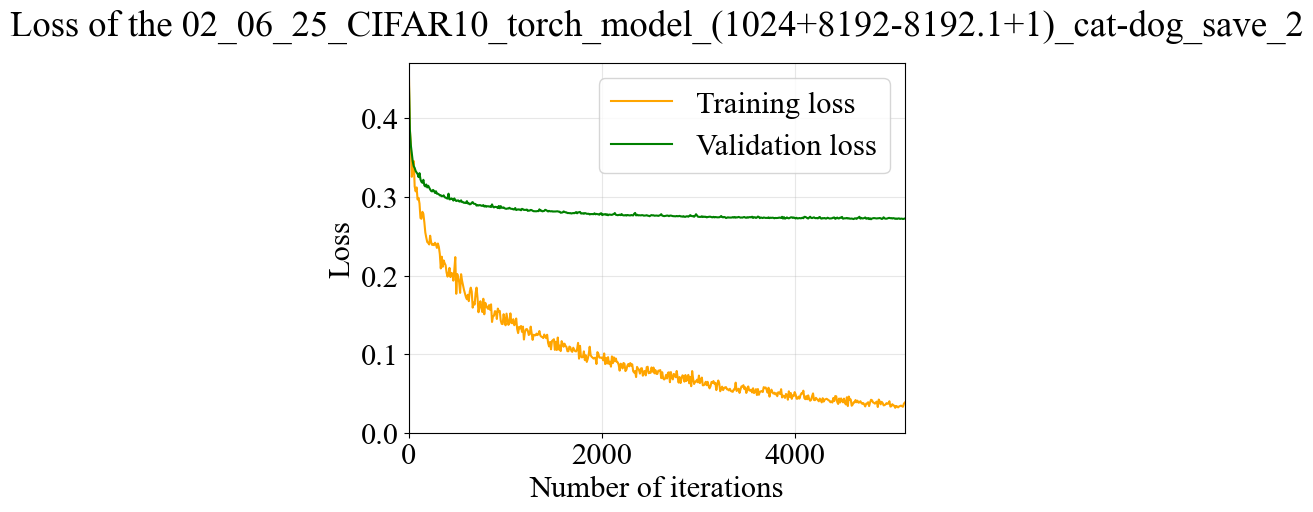 Loss of the 02_06_25_CIFAR10_torch_model_(1024+8192-8192.1+1)_cat-dog_save_2
Training loss
Validation loss
Loss
0.4
0.3
0.2
0.1
0.0
0
2000
4000
Number of iterations